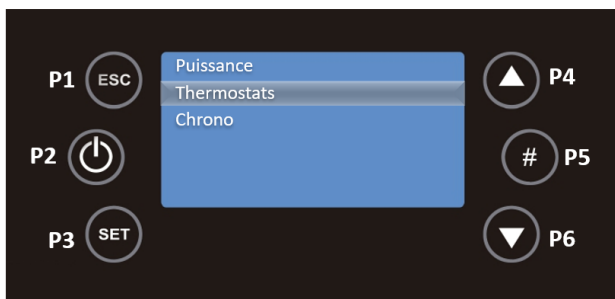 P1 ESC
P2
P3 SET
Puissance
Thermostats
Chrono
P4
# P5
P6